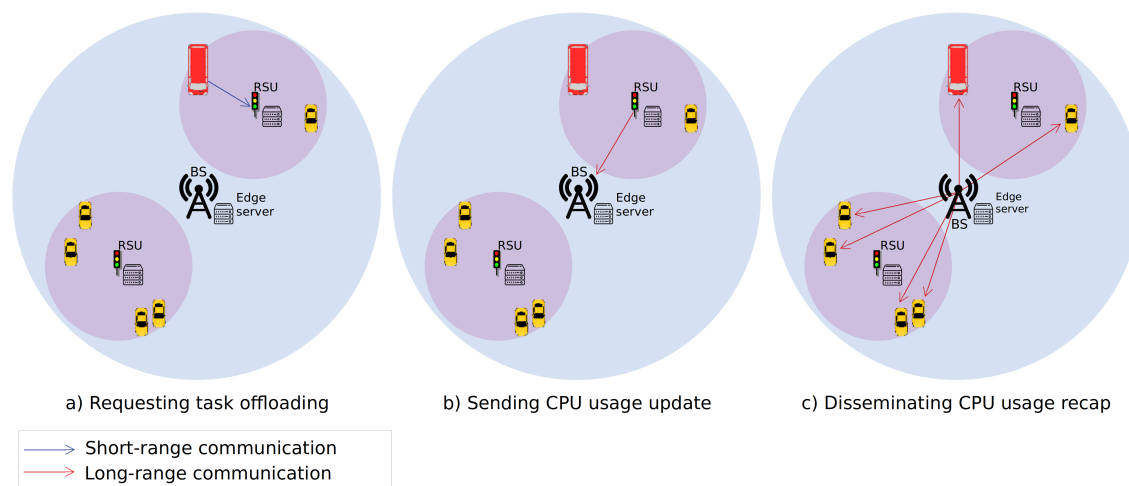 RSU
BS
Edge
server
RSU
a) Requesting task offloading
RSU
BS
Edge
server
RSU
b) Sending CPU usage update
RSU
Edge
server
BS
RSU
c) Disseminating CPU usage recap
Short-range communication
Long-range communication